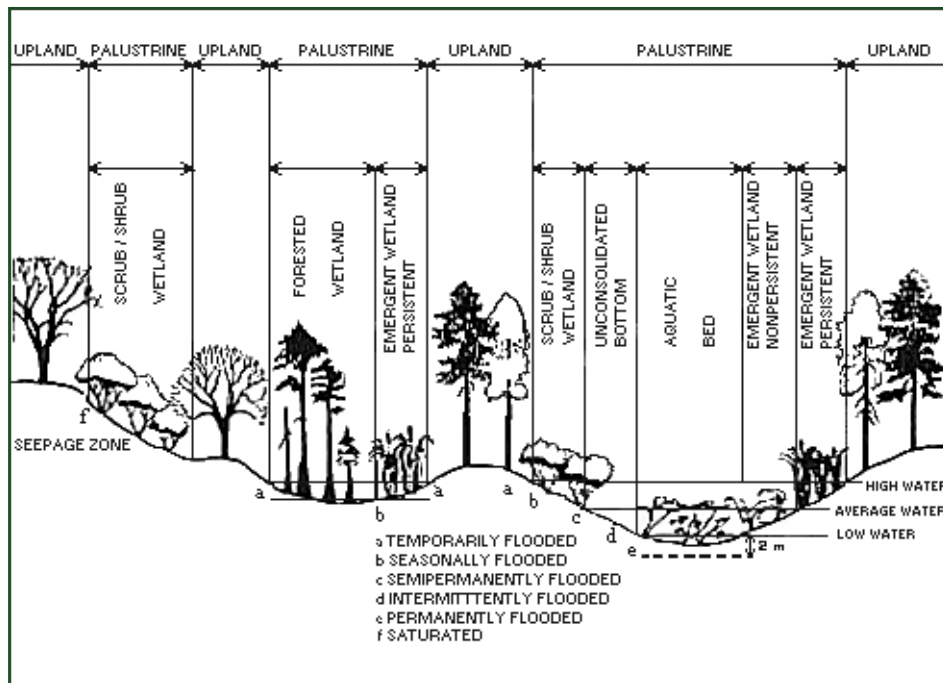 UPLAND PALUSTRINE UPLAND PALUSTRINE UPLAND PALUSTRINE UPLAND
SCRUB / SHRUB
WETLAND
FORESTED
WETLAND
EMERGENT WETLAND
PERSISTENT
SCRUB / SHRUB
WETLAND
UNCONSOLIDATED
BOTTOM
AQUATIC
BED
EMERGENT WETLAND
NONPERSISTENT
EMERGENT WETLAND
PERSISTENT
f
SEEPAGE ZONE
a
b
a
a
b
c
d
e
HIGH WATER
AVERAGE WATER
LOW WATER
2 m
a TEMPORARILY FLOODED
b SEASONALLY FLOODED
c SEMIPERMANENTLY FLOODED
d INTERMITTTENTLY FLOODED
e PERMANENTLY FLOODED
f SATURATED